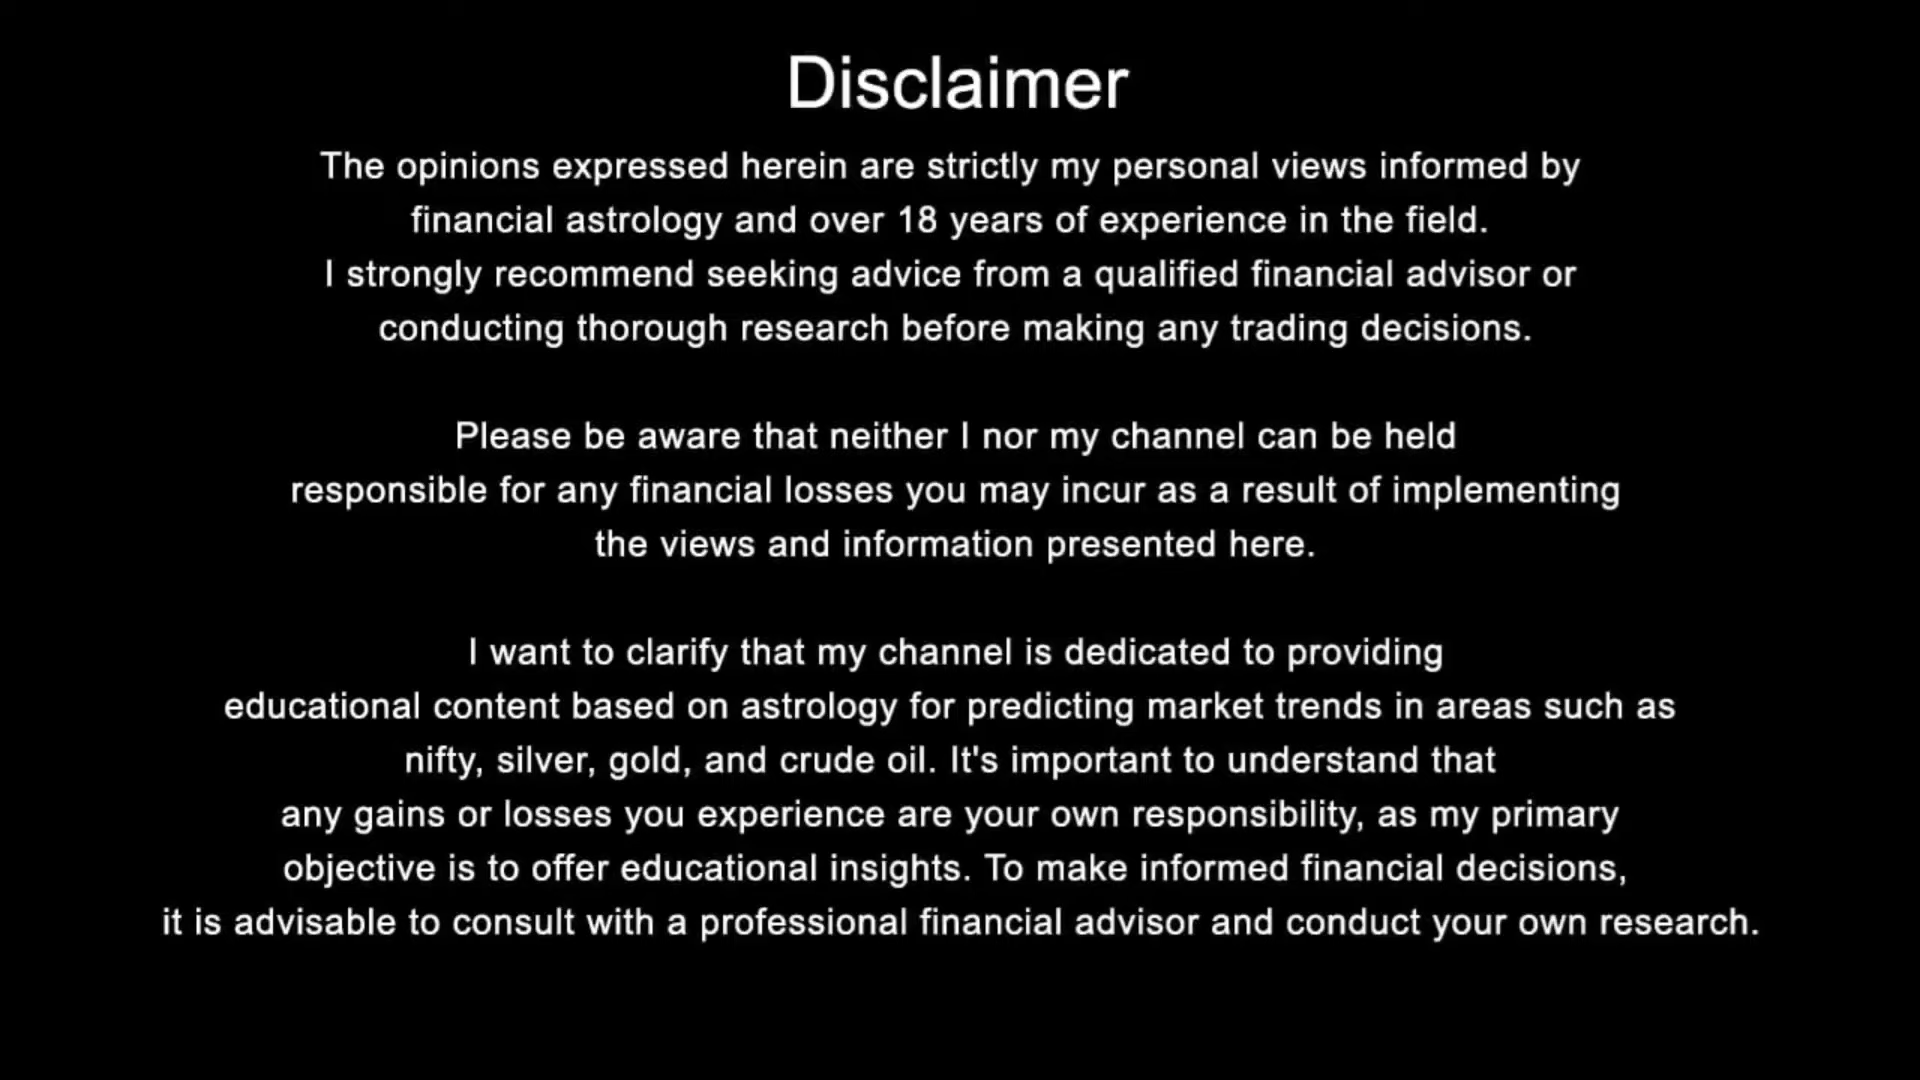 Disclaimer
The opinions expressed herein are strictly my personal views informed by
financial astrology and over 18 years of experience in the field.
I strongly recommend seeking advice from a qualified financial advisor or
conducting thorough research before making any trading decisions.
Please be aware that neither I nor my channel can be held
responsible for any financial losses you may incur as a result of implementing
the views and information presented here.
I want to clarify that my channel is dedicated to providing
educational content based on astrology for predicting market trends in areas such as
nifty, silver, gold, and crude oil. It's important to understand that
any gains or losses you experience are your own responsibility, as my primary
objective is to offer educational insights. To make informed financial decisions,
it is advisable to consult with a professional financial advisor and conduct your own research.